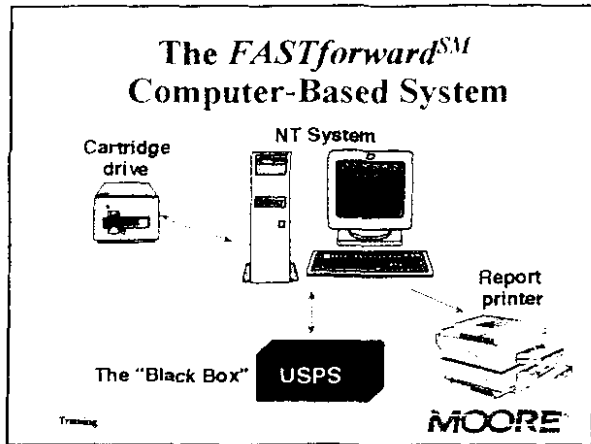 The FASTforwardSM
Computer-Based System
NT System
Cartridge
drive
Report
printer
The "Black Box"
USPS
Training
MOORE